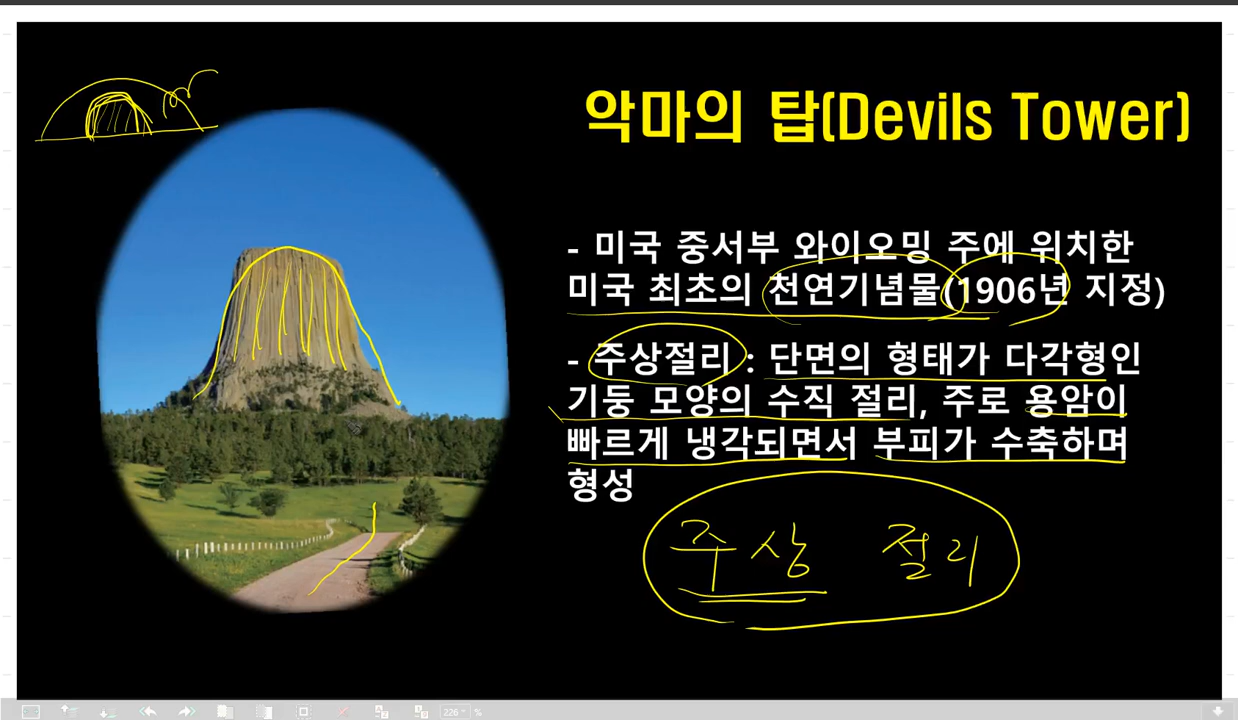 악마의 탑(Devils Tower)
- 미국 중서부 와이오밍 주에 위치한
미국 최초의 천연기념물(1906년 지정)
- 주상절리 : 단면의 형태가 다각형인
기둥 모양의 수직 절리, 주로 용암이
빠르게 냉각되면서 부피가 수축하며
형성
주상 절리
226 %